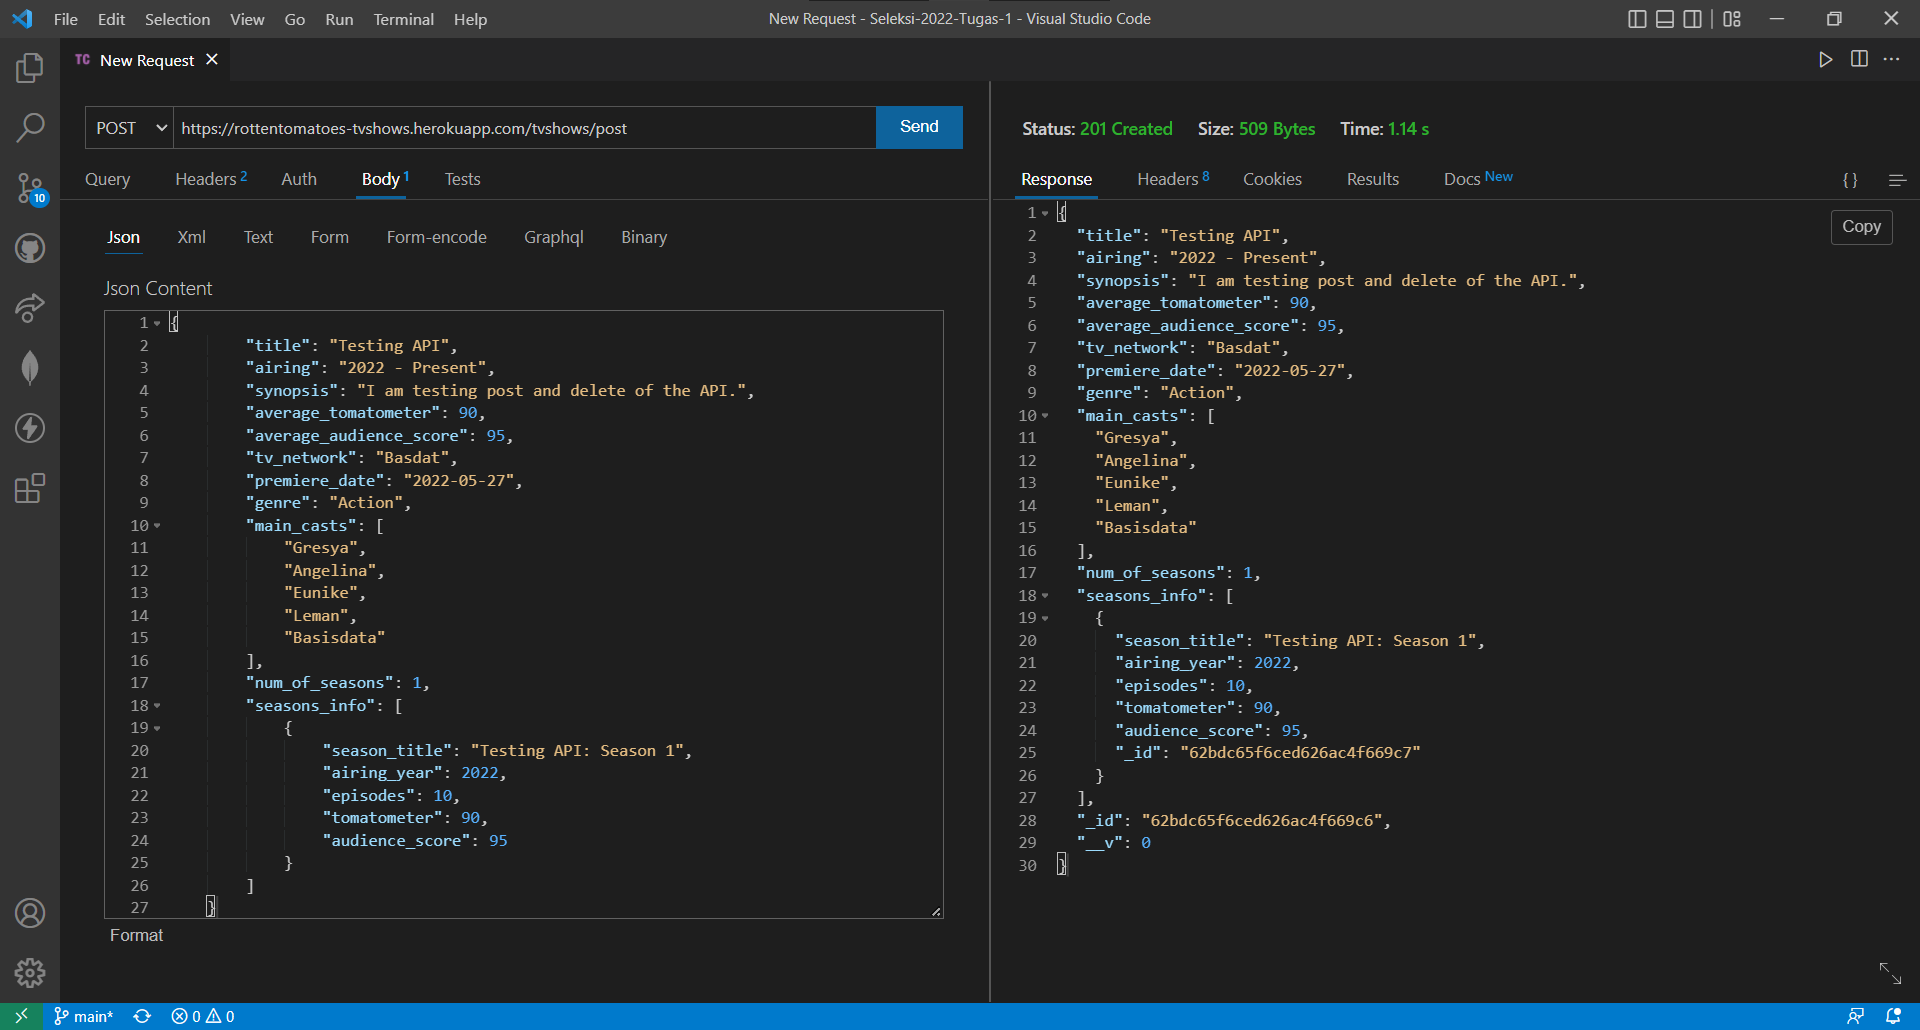 File Edit Selection View Go Run Terminal Help New Request - Seleksi-2022-Tugas-1 - Visual Studio Code
TC New Request
POST https://rottentomatoes-tvshows.herokuapp.com/tvshows/post Send
Query Headers 2 Auth Body 1 Tests
Json Xml Text Form Form-encode Graphql Binary
Json Content
1 {
2 "title": "Testing API",
3 "airing": "2022 - Present",
4 "synopsis": "I am testing post and delete of the API.",
5 "average_tomatometer": 90,
6 "average_audience_score": 95,
7 "tv_network": "Basdat",
8 "premiere_date": "2022-05-27",
9 "genre": "Action",
10 "main_casts": [
11 "Gresya",
12 "Angelina",
13 "Eunike",
14 "Leman",
15 "Basisdata"
16 ],
17 "num_of_seasons": 1,
18 "seasons_info": [
19 {
20 "season_title": "Testing API: Season 1",
21 "airing_year": 2022,
22 "episodes": 10,
23 "tomatometer": 90,
24 "audience_score": 95
25 }
26 ]
27 }
Format
Status: 201 Created Size: 509 Bytes Time: 1.14 s
Response Headers 8 Cookies Results Docs New {}
Copy
1 {
2 "title": "Testing API",
3 "airing": "2022 - Present",
4 "synopsis": "I am testing post and delete of the API.",
5 "average_tomatometer": 90,
6 "average_audience_score": 95,
7 "tv_network": "Basdat",
8 "premiere_date": "2022-05-27",
9 "genre": "Action",
10 "main_casts": [
11 "Gresya",
12 "Angelina",
13 "Eunike",
14 "Leman",
15 "Basisdata"
16 ],
17 "num_of_seasons": 1,
18 "seasons_info": [
19 {
20 "season_title": "Testing API: Season 1",
21 "airing_year": 2022,
22 "episodes": 10,
23 "tomatometer": 90,
24 "audience_score": 95,
25 "_id": "62bdc65f6ced626ac4f669c7"
26 }
27 ],
28 "_id": "62bdc65f6ced626ac4f669c6",
29 "__v": 0
30 }
10
main* 0 0